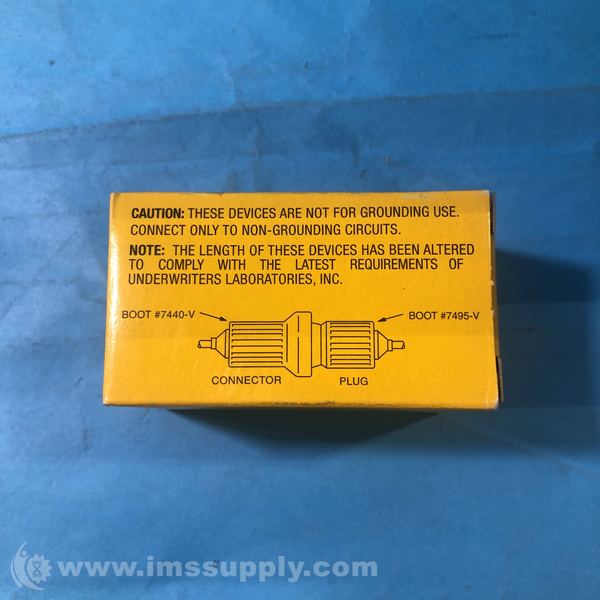 CAUTION: THESE DEVICES ARE NOT FOR GROUNDING USE.
CONNECT ONLY TO NON-GROUNDING CIRCUITS.
NOTE: THE LENGTH OF THESE DEVICES HAS BEEN ALTERED
TO COMPLY WITH THE LATEST REQUIREMENTS OF
UNDERWRITERS LABORATORIES, INC.
BOOT #7440-V
BOOT #7495-V
CONNECTOR
PLUG
www.imssupply.com